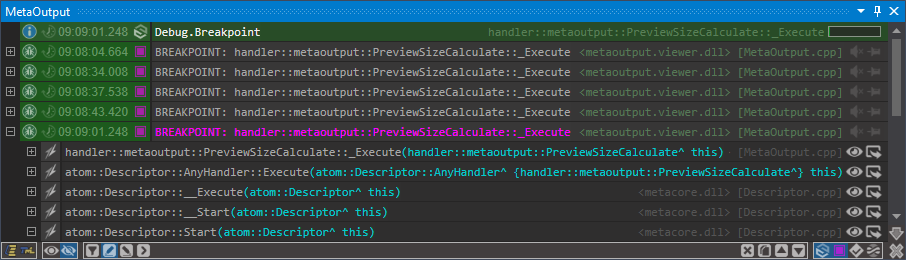 MetaOutput
09:09:01.248 Debug.Breakpoint handler::metaoutput::PreviewSizeCalculate::_Execute
09:08:04.664 BREAKPOINT: handler::metaoutput::PreviewSizeCalculate::_Execute <metaoutput.viewer.dll> [MetaOutput.cpp]
09:08:34.008 BREAKPOINT: handler::metaoutput::PreviewSizeCalculate::_Execute <metaoutput.viewer.dll> [MetaOutput.cpp]
09:08:37.538 BREAKPOINT: handler::metaoutput::PreviewSizeCalculate::_Execute <metaoutput.viewer.dll> [MetaOutput.cpp]
09:08:43.420 BREAKPOINT: handler::metaoutput::PreviewSizeCalculate::_Execute <metaoutput.viewer.dll> [MetaOutput.cpp]
09:09:01.248 BREAKPOINT: handler::metaoutput::PreviewSizeCalculate::_Execute <metaoutput.viewer.dll> [MetaOutput.cpp]
handler::metaoutput::PreviewSizeCalculate::_Execute(handler::metaoutput::PreviewSizeCalculate^ this) [MetaOutput.cpp]
atom::Descriptor::AnyHandler::Execute(atom::Descriptor::AnyHandler^ {handler::metaoutput::PreviewSizeCalculate^} this)
atom::Descriptor::__Execute(atom::Descriptor^ this) <metacore.dll> [Descriptor.cpp]
atom::Descriptor::__Start(atom::Descriptor^ this) <metacore.dll> [Descriptor.cpp]
atom::Descriptor::Start(atom::Descriptor^ this) <metacore.dll> [Descriptor.cpp]